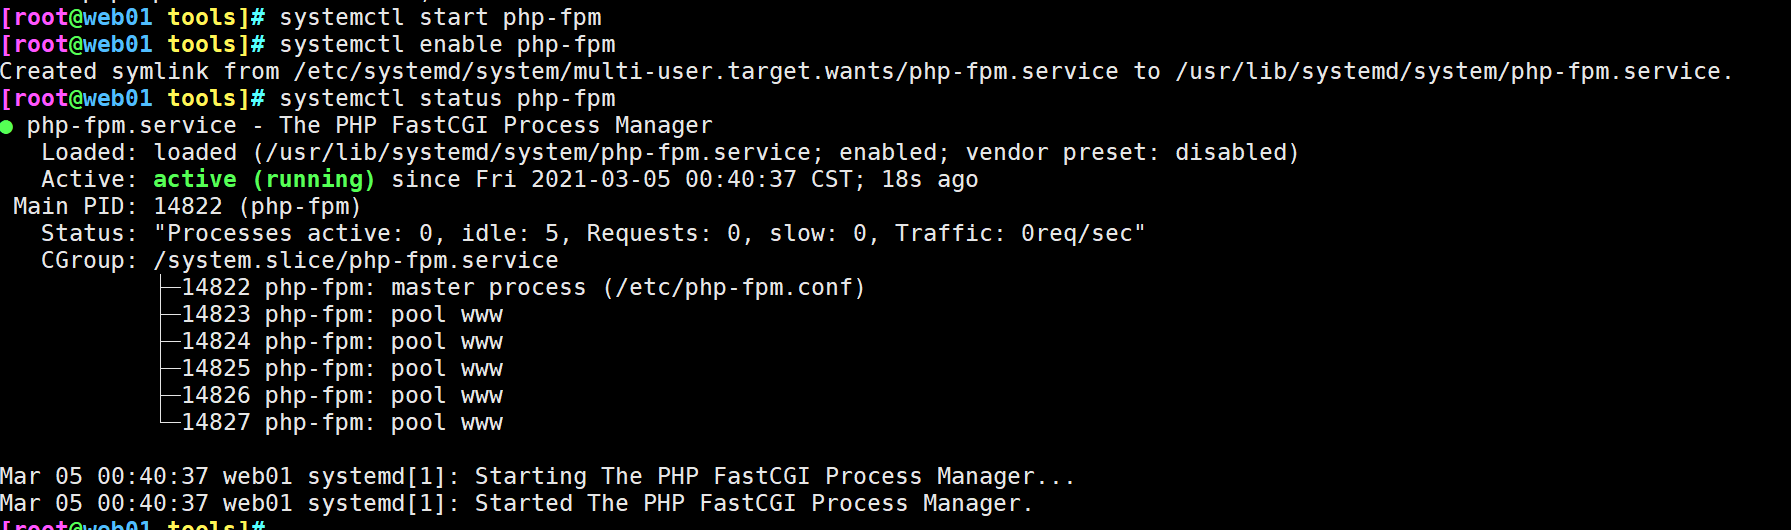 [root@web01 tools]# systemctl start php-fpm
[root@web01 tools]# systemctl enable php-fpm
Created symlink from /etc/systemd/system/multi-user.target.wants/php-fpm.service to /usr/lib/systemd/system/php-fpm.service.
[root@web01 tools]# systemctl status php-fpm
● php-fpm.service - The PHP FastCGI Process Manager
   Loaded: loaded (/usr/lib/systemd/system/php-fpm.service; enabled; vendor preset: disabled)
   Active: active (running) since Fri 2021-03-05 00:40:37 CST; 18s ago
 Main PID: 14822 (php-fpm)
   Status: "Processes active: 0, idle: 5, Requests: 0, slow: 0, Traffic: 0req/sec"
   CGroup: /system.slice/php-fpm.service
           ├─14822 php-fpm: master process (/etc/php-fpm.conf)
           ├─14823 php-fpm: pool www
           ├─14824 php-fpm: pool www
           ├─14825 php-fpm: pool www
           ├─14826 php-fpm: pool www
           └─14827 php-fpm: pool www
Mar 05 00:40:37 web01 systemd[1]: Starting The PHP FastCGI Process Manager...
Mar 05 00:40:37 web01 systemd[1]: Started The PHP FastCGI Process Manager.
[root@web01 tools]#